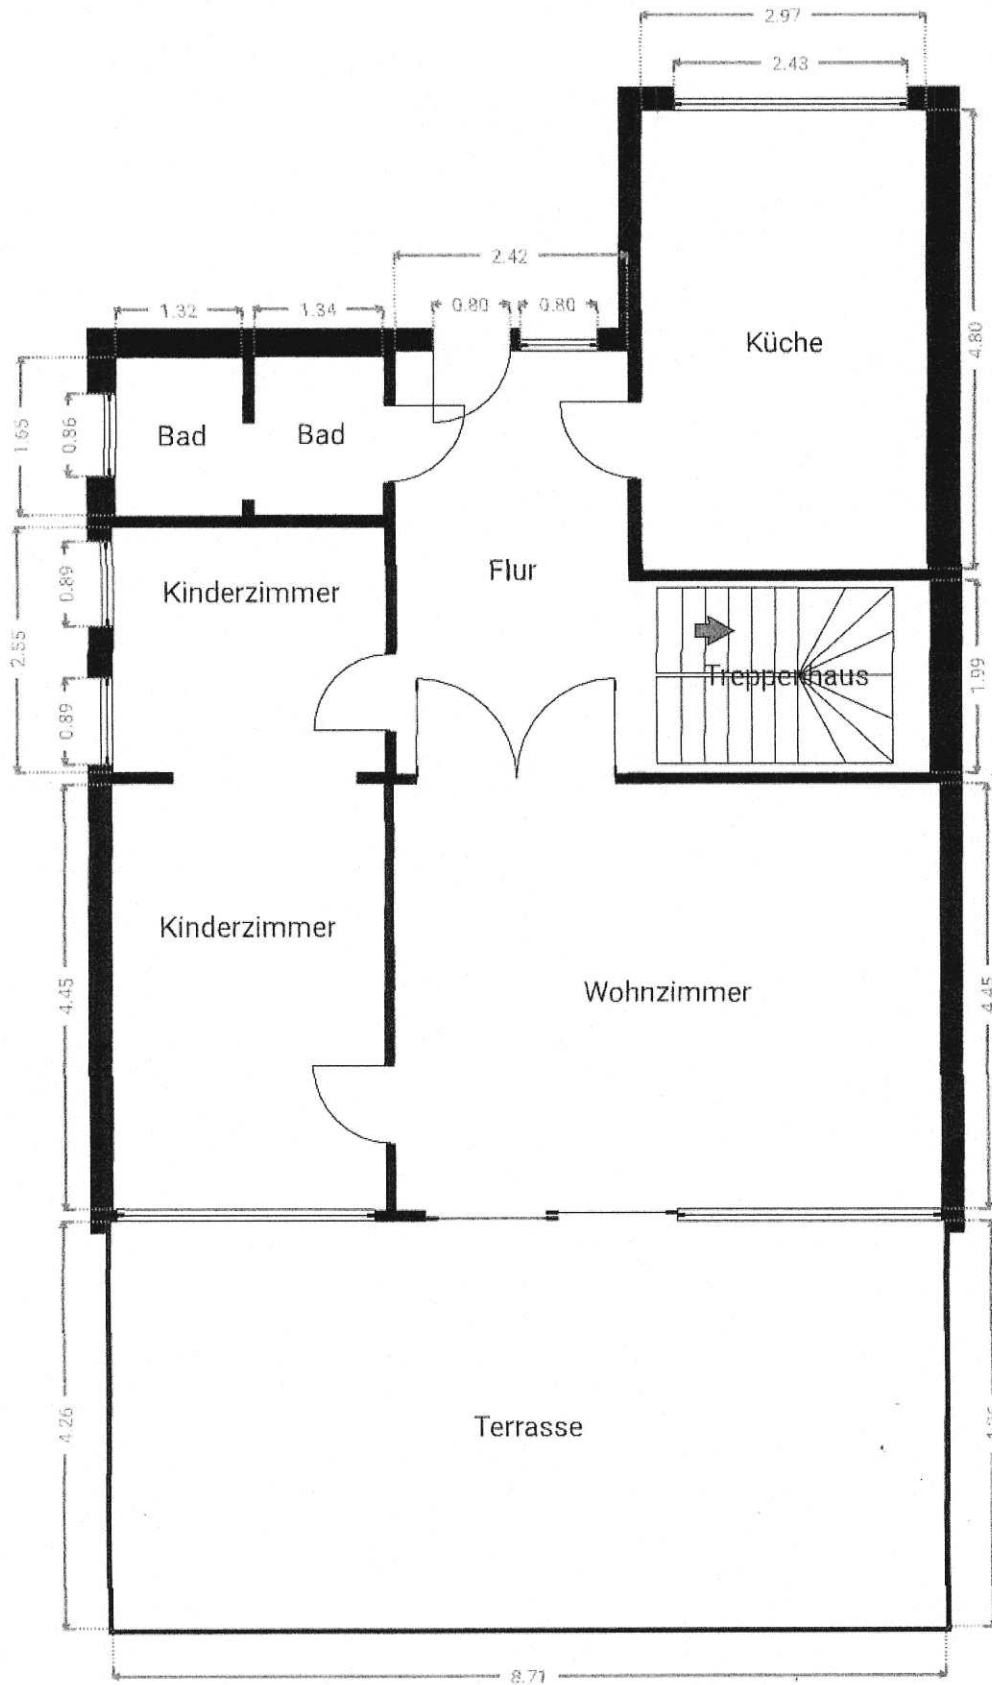 2.97
2.43
2.42
1.32
1.34
0.80
0.80
Küche
4.80
1.65
0.86
Bad
Bad
Flur
Kinderzimmer
0.89
2.55
0.89
Treppenhaus
1.99
Kinderzimmer
4.45
Wohnzimmer
4.45
Terrasse
4.26
8.71